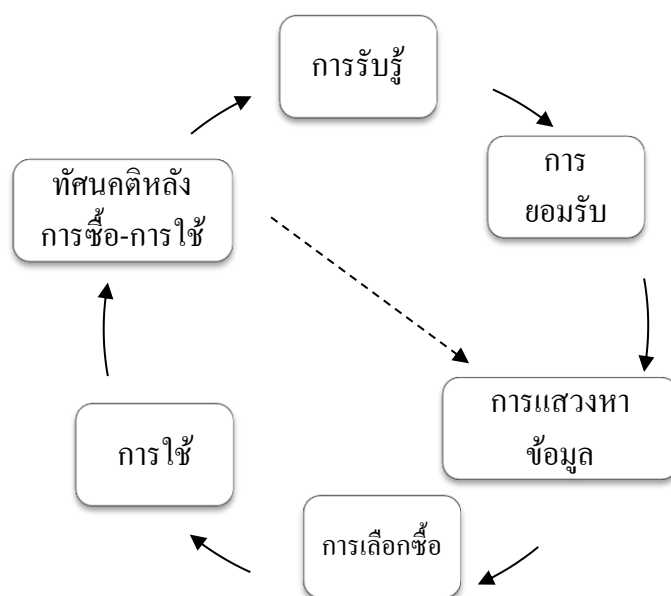 การรับรู้
การ
ยอมรับ
การแสวงหา
ข้อมูล
การเลือกซื้อ
การใช้
ทัศนคติหลัง
การซื้อ-การใช้